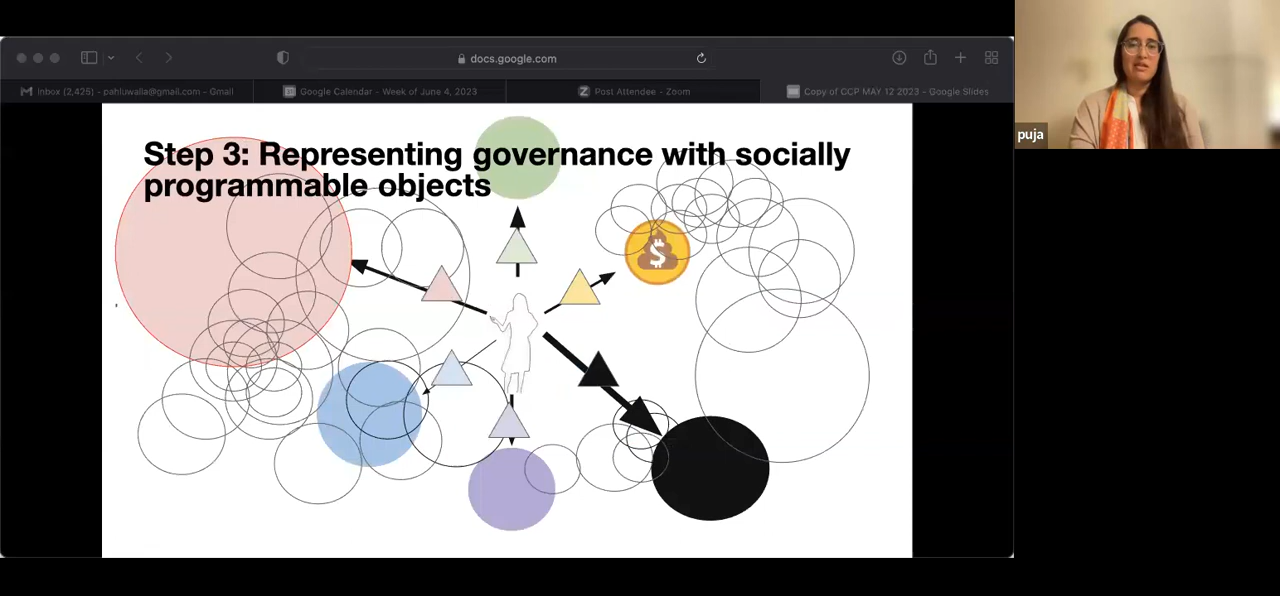 docs.google.com
Inbox (2,425) - pahluwalia@gmail.com - Gmail
Google Calendar - Week of June 4, 2023
Post Attendee - Zoom
Copy of CCP MAY 12 2023 - Google Slides
Step 3: Representing governance with socially
programmable objects
$
puja